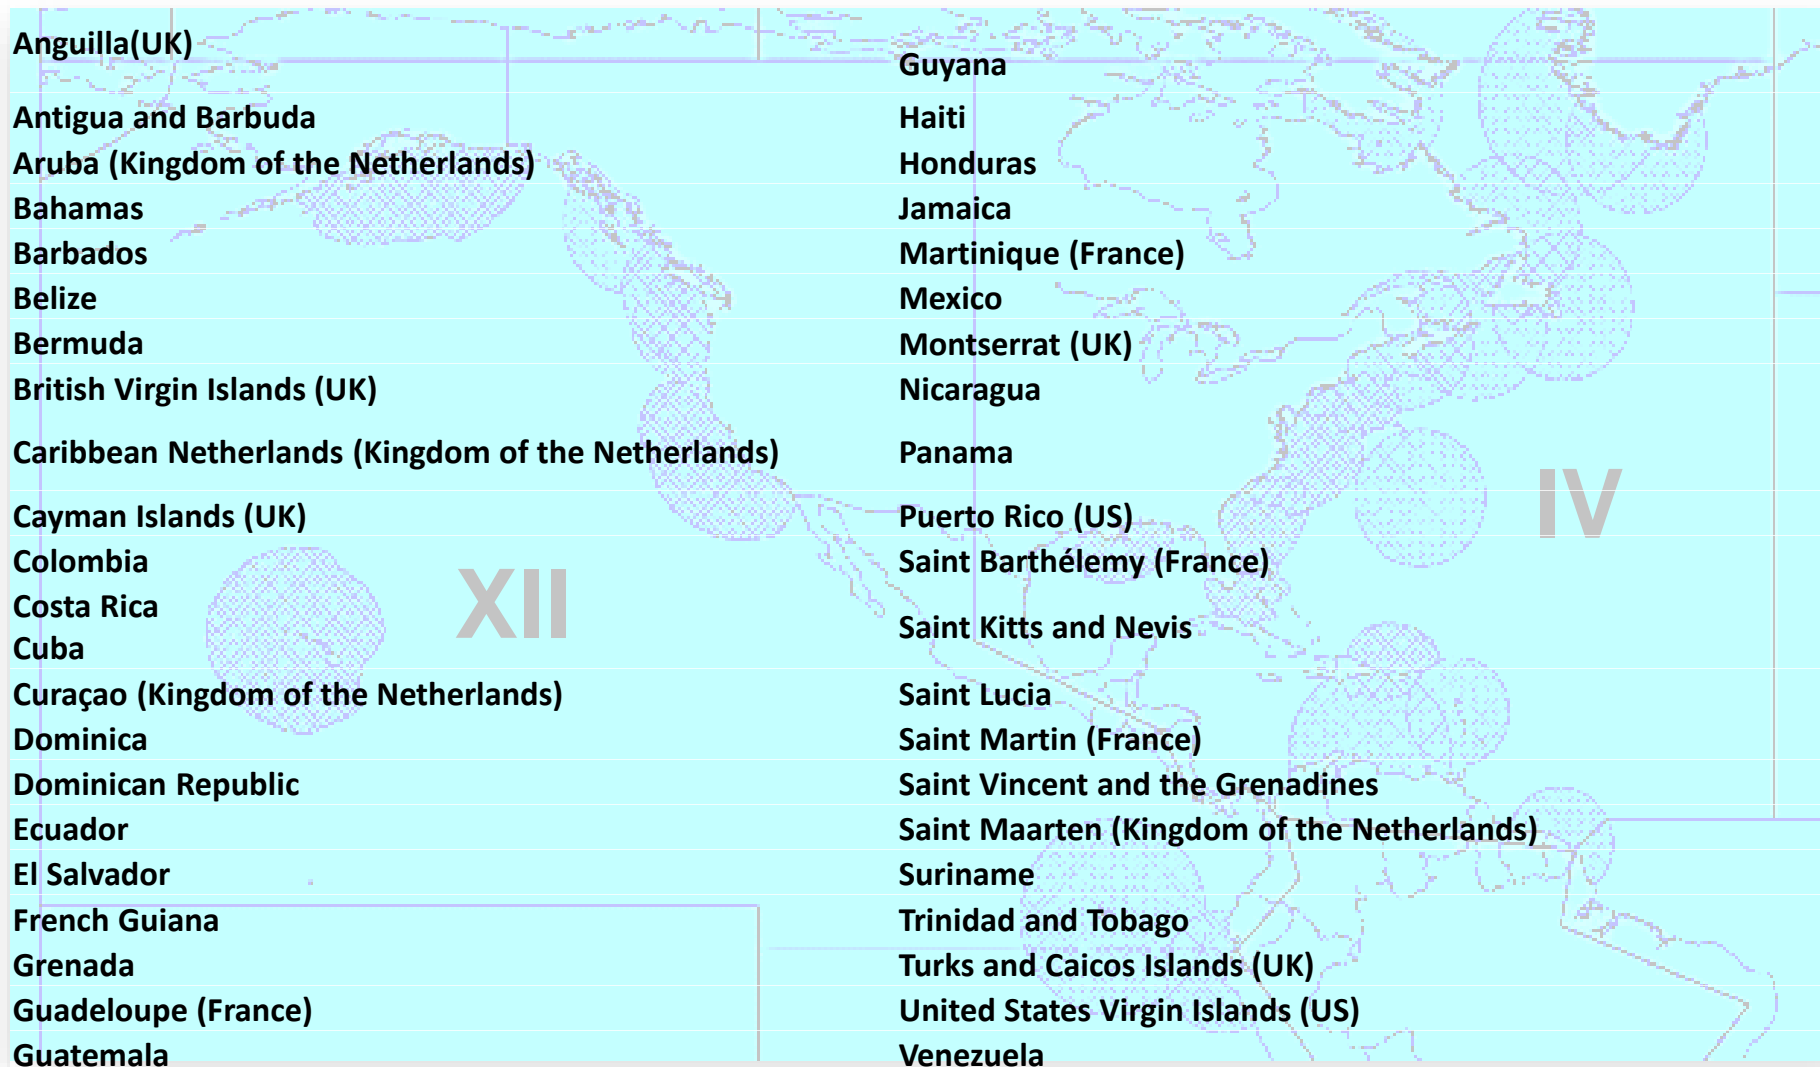 Anguilla(UK)
Antigua and Barbuda
Aruba (Kingdom of the Netherlands)
Bahamas
Barbados
Belize
Bermuda
British Virgin Islands (UK)
Caribbean Netherlands (Kingdom of the Netherlands)
Cayman Islands (UK)
Colombia
Costa Rica
Cuba
Curaçao (Kingdom of the Netherlands)
Dominica
Dominican Republic
Ecuador
El Salvador
French Guiana
Grenada
Guadeloupe (France)
Guatemala
Guyana
Haiti
Honduras
Jamaica
Martinique (France)
Mexico
Montserrat (UK)
Nicaragua
Panama
Puerto Rico (US)
Saint Barthélemy (France)
Saint Kitts and Nevis
Saint Lucia
Saint Martin (France)
Saint Vincent and the Grenadines
Saint Maarten (Kingdom of the Netherlands)
Suriname
Trinidad and Tobago
Turks and Caicos Islands (UK)
United States Virgin Islands (US)
Venezuela
XII
IV